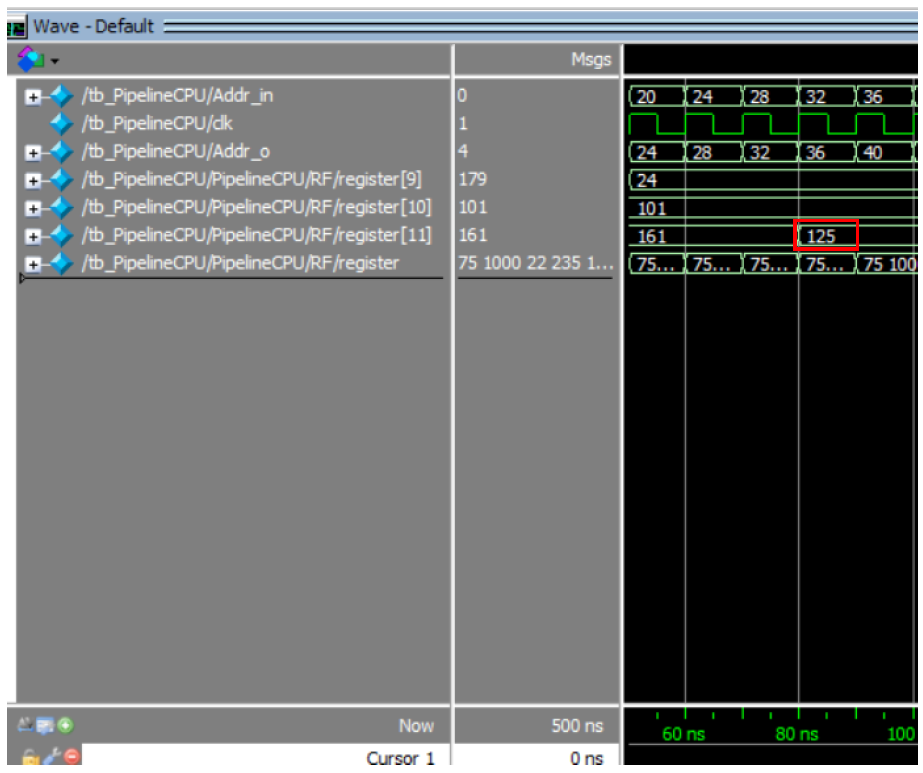 Wave - Default
Msgs
/tb_PipelineCPU/Addr_in 0 20 24 28 32 36
/tb_PipelineCPU/clk 1
/tb_PipelineCPU/Addr_o 4 24 28 32 36 40
/tb_PipelineCPU/PipelineCPU/RF/register[9] 179 24
/tb_PipelineCPU/PipelineCPU/RF/register[10] 101 101
/tb_PipelineCPU/PipelineCPU/RF/register[11] 161 161 125
/tb_PipelineCPU/PipelineCPU/RF/register 75 1000 22 235 1... 75... 75... 75... 75... 75 100
Now 500 ns 60 ns 80 ns 100
Cursor 1 0 ns